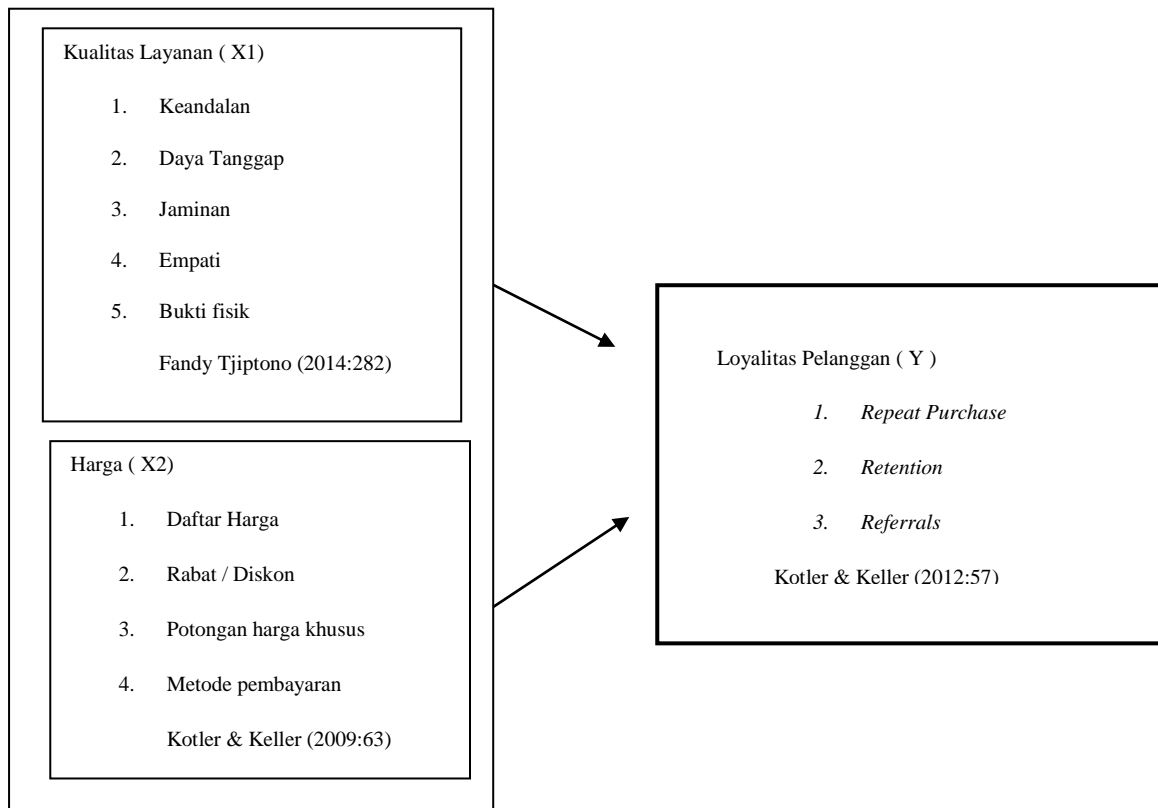 Kualitas Layanan ( X1)
1. Keandalan
2. Daya Tanggap
3. Jaminan
4. Empati
5. Bukti fisik
Fandy Tjiptono (2014:282)
Harga ( X2)
1. Daftar Harga
2. Rabat / Diskon
3. Potongan harga khusus
4. Metode pembayaran
Kotler & Keller (2009:63)
Loyalitas Pelanggan ( Y )
1. Repeat Purchase
2. Retention
3. Referrals
Kotler & Keller (2012:57)